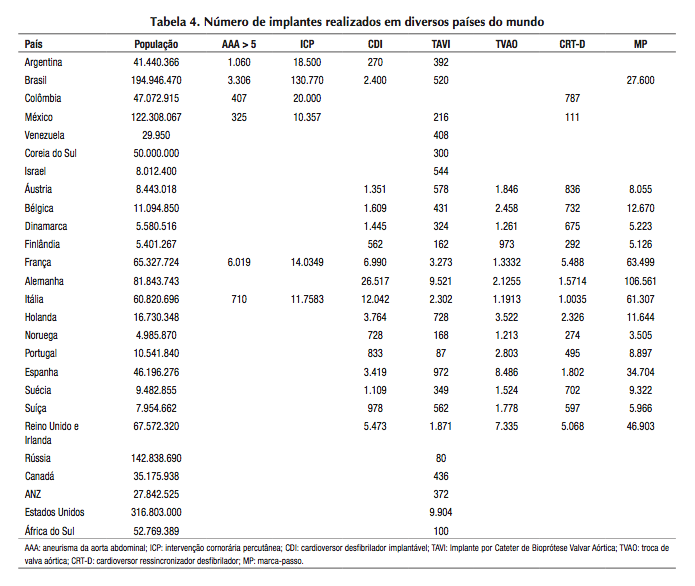 Tabela 4. Número de implantes realizados em diversos países do mundo
País População AAA > 5 ICP CDI TAVI TVAO CRT-D MP
Argentina 41.440.366 1.060 18.500 270 392
Brasil 194.946.470 3.306 130.770 2.400 520 27.600
Colômbia 47.072.915 407 20.000 787
México 122.308.067 325 10.357 216 111
Venezuela 29.950 408
Coreia do Sul 50.000.000 300
Israel 8.012.400 544
Áustria 8.443.018 1.351 578 1.846 836 8.055
Bélgica 11.094.850 1.609 431 2.458 732 12.670
Dinamarca 5.580.516 1.445 324 1.261 675 5.223
Finlândia 5.401.267 562 162 973 292 5.126
França 65.327.724 6.019 14.0349 6.990 3.273 1.3332 5.488 63.499
Alemanha 81.843.743 26.517 9.521 2.1255 1.5714 106.561
Itália 60.820.696 710 11.7583 12.042 2.302 1.1913 1.0035 61.307
Holanda 16.730.348 3.764 728 3.522 2.326 11.644
Noruega 4.985.870 728 168 1.213 274 3.505
Portugal 10.541.840 833 87 2.803 495 8.897
Espanha 46.196.276 3.419 972 8.486 1.802 34.704
Suécia 9.482.855 1.109 349 1.524 702 9.322
Suíça 7.954.662 978 562 1.778 597 5.966
Reino Unido e 67.572.320 5.473 1.871 7.335 5.068 46.903
Irlanda
Rússia 142.838.690 80
Canadá 35.175.938 436
ANZ 27.842.525 372
Estados Unidos 316.803.000 9.904
África do Sul 52.769.389 100
AAA: aneurisma da aorta abdominal; ICP: intervenção cornorária percutânea; CDI: cardioversor desfibrilador implantável; TAVI: Implante por Cateter de Bioprótese Valvar Aórtica; TVAO: troca de
valva aórtica; CRT-D: cardioversor ressincronizador desfibrilador; MP: marca-passo.